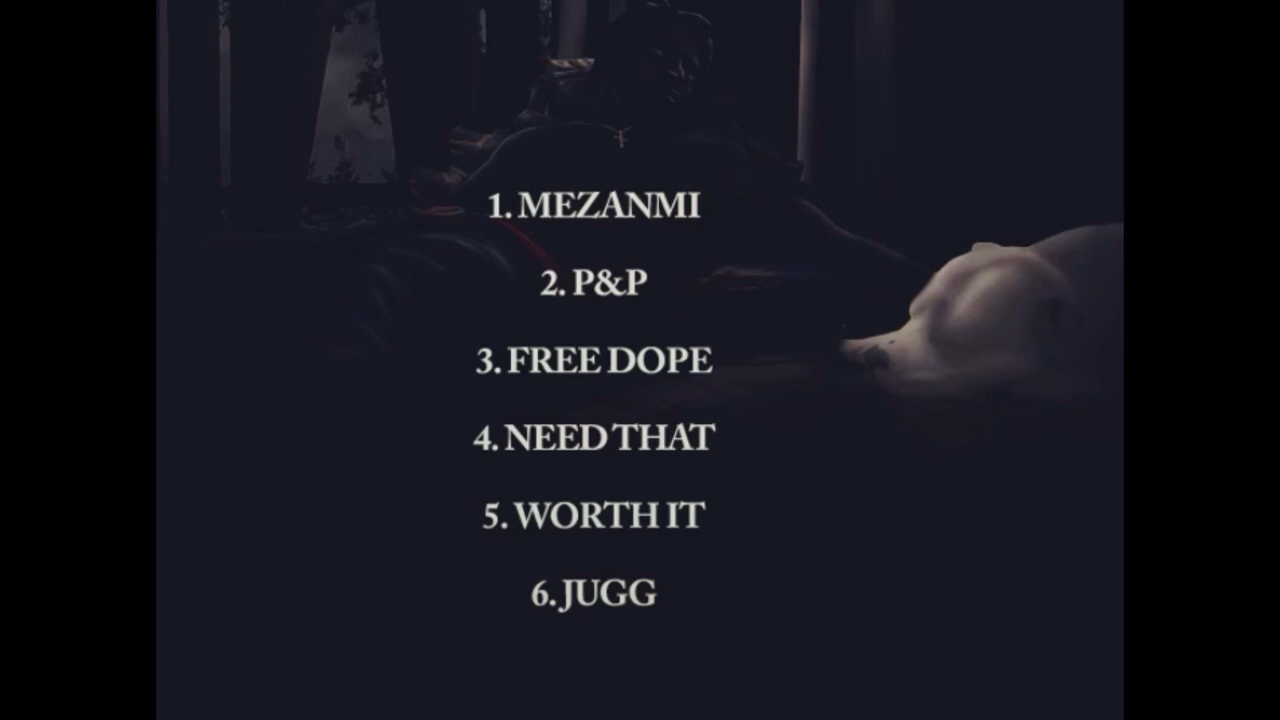 1. MEZANMI
2. P&P
3. FREE DOPE
4. NEED THAT
5. WORTH IT
6. JUGG